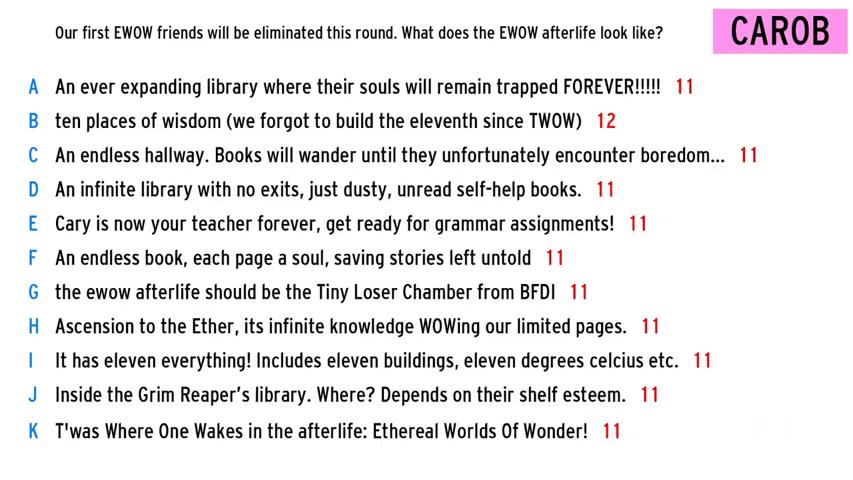 Our first EWOW friends will be eliminated this round. What does the EWOW afterlife look like?
CAROB
A An ever expanding library where their souls will remain trapped FOREVER!!!!! 11
B ten places of wisdom (we forgot to build the eleventh since TWOW) 12
C An endless hallway. Books will wander until they unfortunately encounter boredom... 11
D An infinite library with no exits, just dusty, unread self-help books. 11
E Cary is now your teacher forever, get ready for grammar assignments! 11
F An endless book, each page a soul, saving stories left untold 11
G the ewow afterlife should be the Tiny Loser Chamber from BFDI 11
H Ascension to the Ether, its infinite knowledge WOWing our limited pages. 11
I It has eleven everything! Includes eleven buildings, eleven degrees celcius etc. 11
J Inside the Grim Reaper's library. Where? Depends on their shelf esteem. 11
K T'was Where One Wakes in the afterlife: Ethereal Worlds Of Wonder! 11